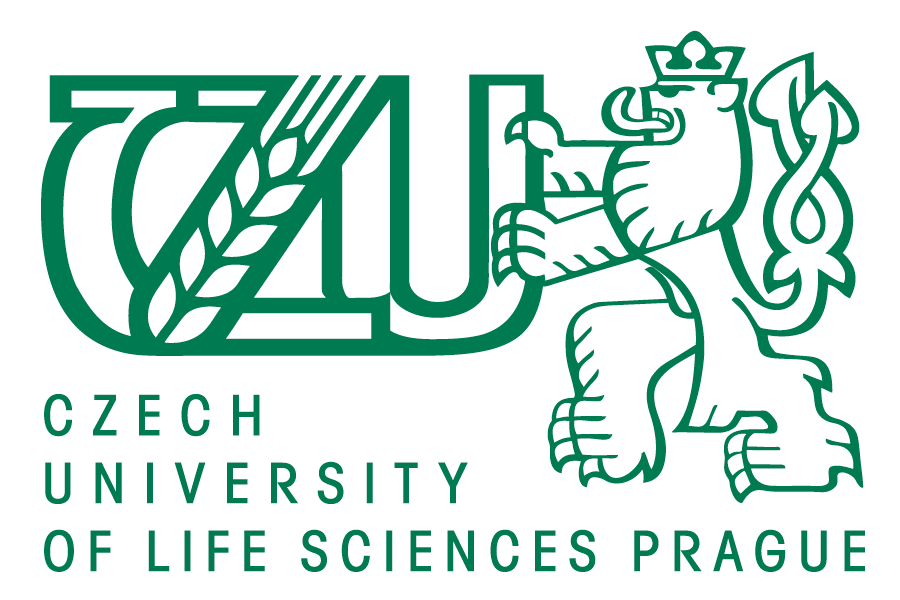 ČZU
CZECH
UNIVERSITY
OF LIFE SCIENCES PRAGUE